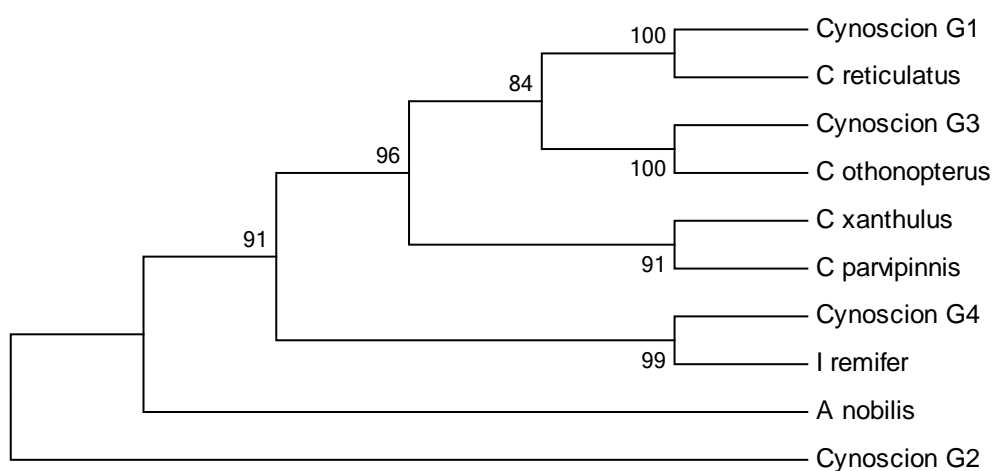 100 Cynoscion G1
C reticulatus
84
Cynoscion G3
96
100 C othonopterus
C xanthulus
91
91 C parvipinnis
Cynoscion G4
99 I remifer
A nobilis
Cynoscion G2